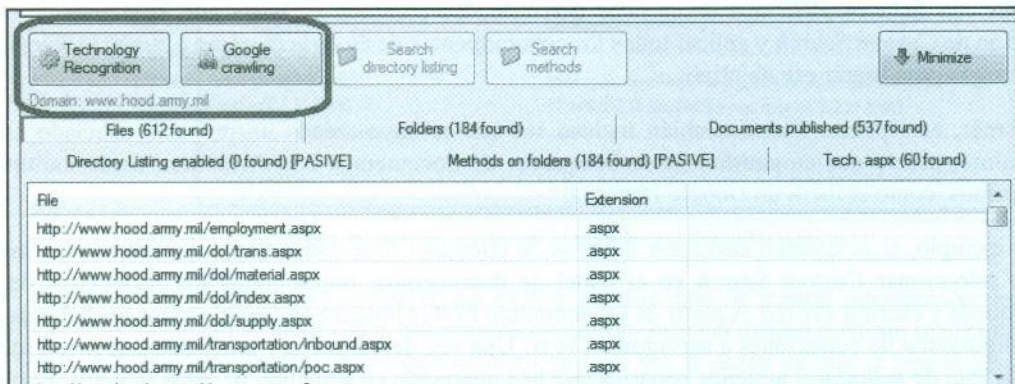 Technology Recognition
Google crawling
Search directory listing
Search methods
Minimize
Domain: www.hood.army.mil
Files (612 found)
Folders (184 found)
Documents published (537 found)
Directory Listing enabled (0 found) [PASIVE]
Methods on folders (184 found) [PASIVE]
Tech. aspx (60 found)
File Extension
http://www.hood.army.mil/employment.aspx .aspx
http://www.hood.army.mil/dol/trans.aspx .aspx
http://www.hood.army.mil/dol/material.aspx .aspx
http://www.hood.army.mil/dol/index.aspx .aspx
http://www.hood.army.mil/dol/supply.aspx .aspx
http://www.hood.army.mil/transportation/inbound.aspx .aspx
http://www.hood.army.mil/transportation/poc.aspx .aspx